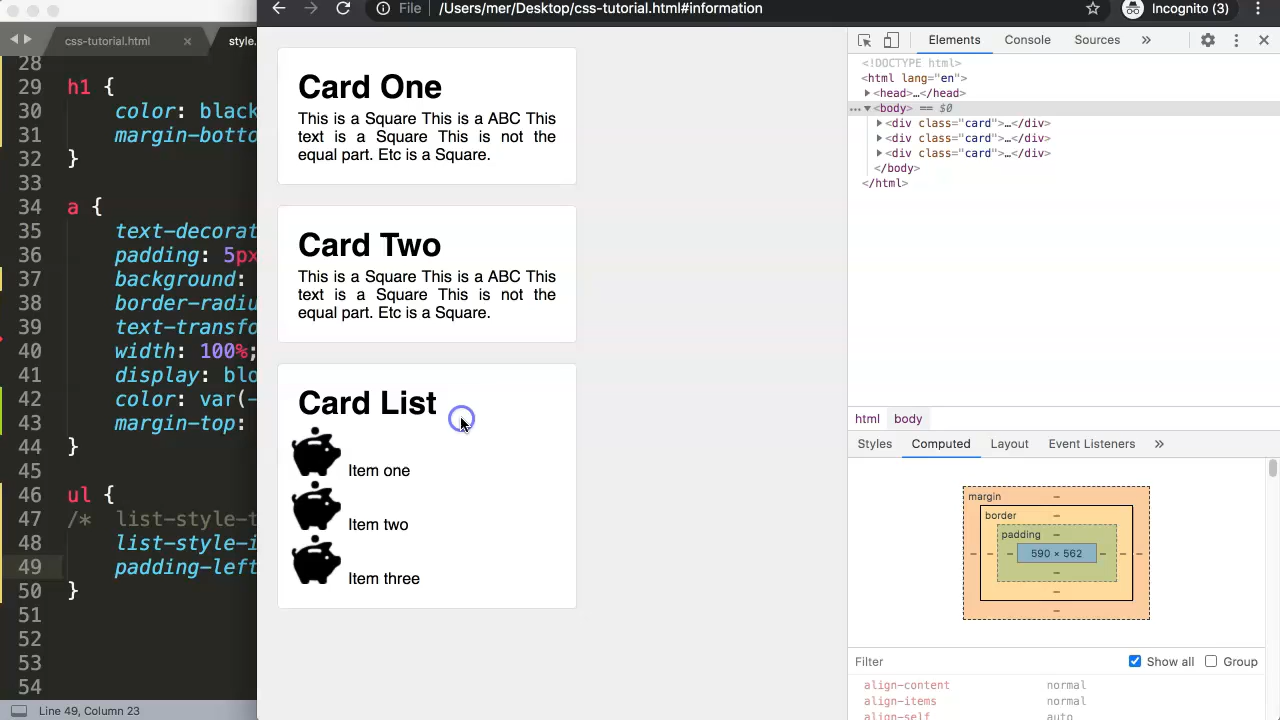 File /Users/mer/Desktop/css-tutorial.html#information
Incognito (3)
css-tutorial.html
style.
28
29 h1 {
30 color: black
31 margin-botto
32 }
33
34 a {
35 text-decorat
36 padding: 5px
37 background:
38 border-radiu
39 text-transfo
40 width: 100%;
41 display: blo
42 color: var(-
43 margin-top:
44 }
45
46 ul {
47 /* list-style-t
48 list-style-i
49 padding-left
50 }
51
52
53
54
Line 49, Column 23
Card One
This is a Square This is a ABC This
text is a Square This is not the
equal part. Etc is a Square.
Card Two
This is a Square This is a ABC This
text is a Square This is not the
equal part. Etc is a Square.
Card List
Item one
Item two
Item three
Elements Console Sources »
<!DOCTYPE html>
<html lang="en">
<head>…</head>
<body> == $0
<div class="card">…</div>
<div class="card">…</div>
<div class="card">…</div>
</body>
</html>
html body
Styles Computed Layout Event Listeners »
margin –
border –
padding –
– – – 590 × 562 – – –
–
–
–
Filter Show all Group
align-content normal
align-items normal
align-self auto